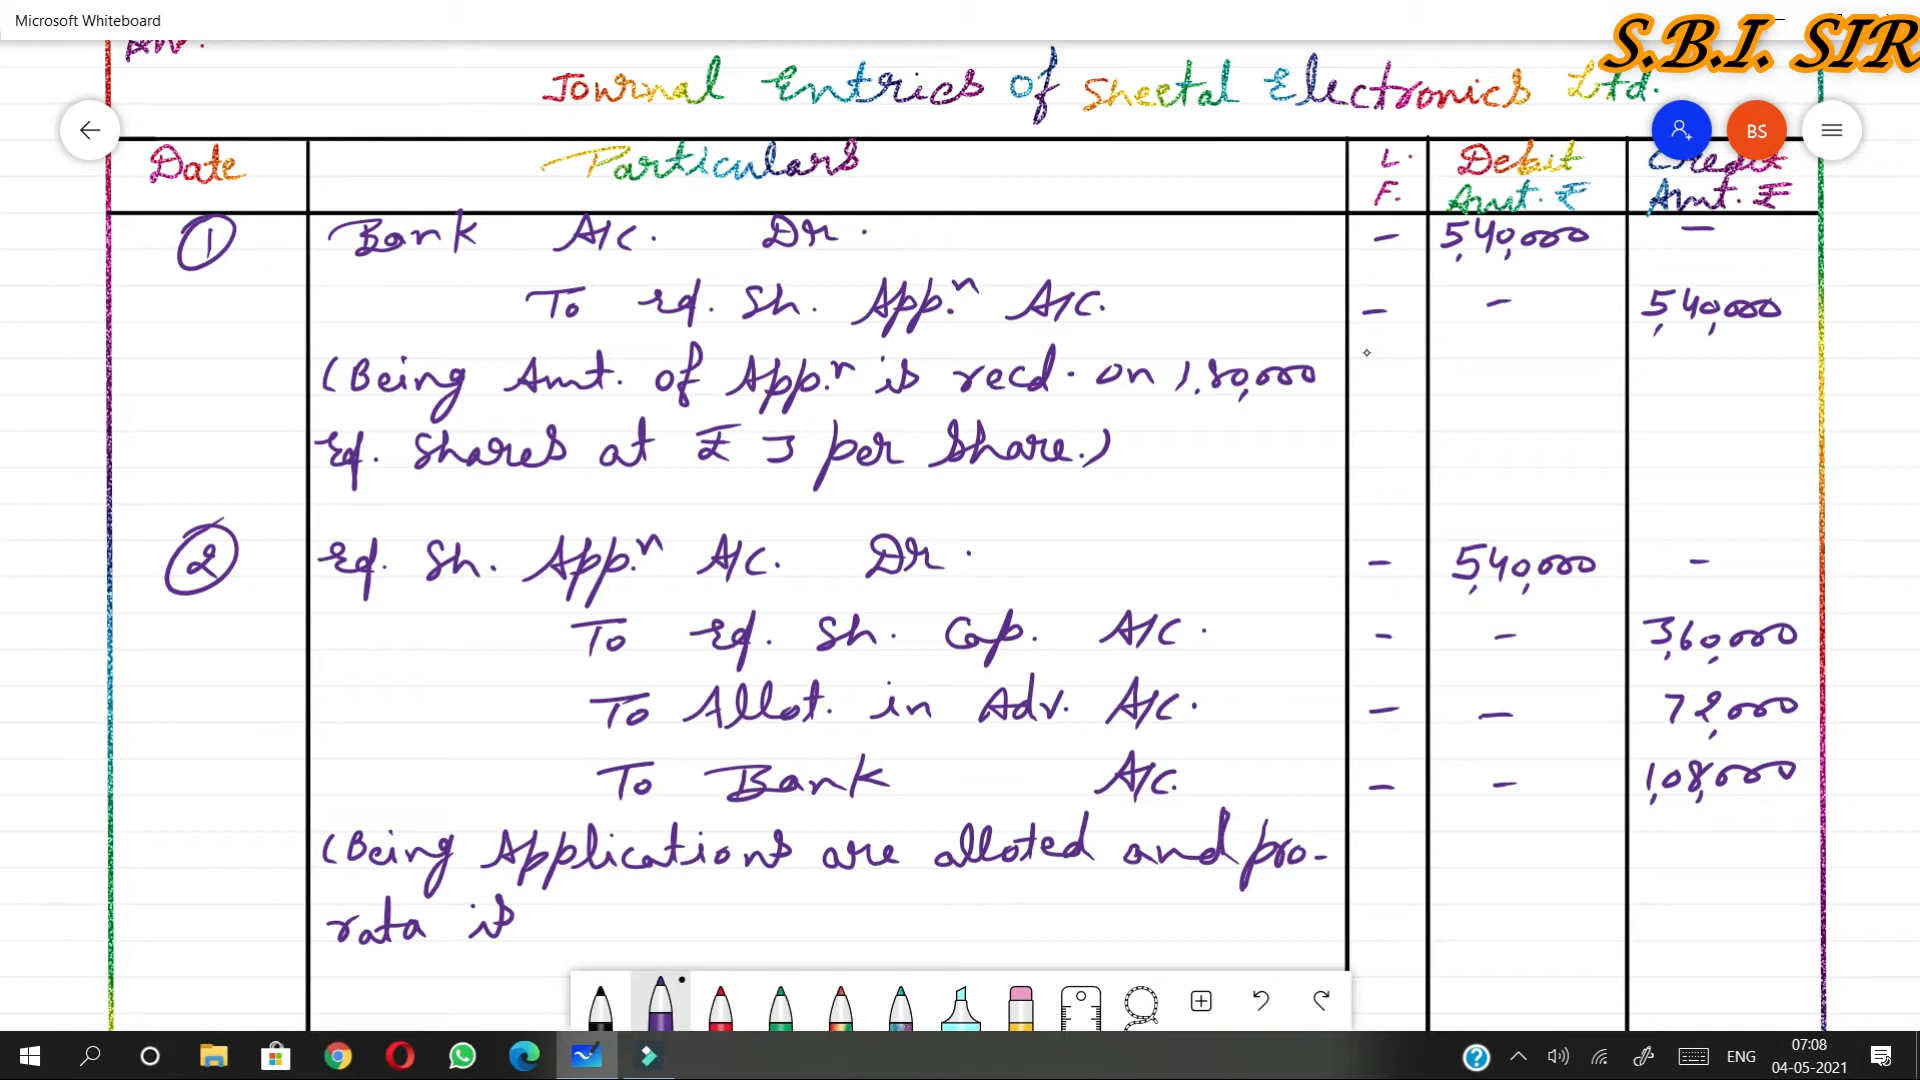 Microsoft Whiteboard
S.B.I. SIR
Ans.
Journal Entries of Sheetal Electronics Ltd.
BS
Date Particulars L. F. Debit Amt. ₹ Credit Amt. ₹
1 Bank A/c. Dr. - 5,40,000 -
To Eq. Sh. App.n A/c. - - 5,40,000
(Being Amt. of App.n is recd. on 1,80,000
Eq. Shares at ₹ 3 per Share.)
2 Eq. Sh. App.n A/c. Dr. - 5,40,000 -
To Eq. Sh. Cap. A/c. - - 3,60,000
To Allot. in Adv. A/c. - - 72,000
To Bank A/c. - - 1,08,000
(Being Applications are alloted and pro-
rata is
ENG
07:08
04-05-2021